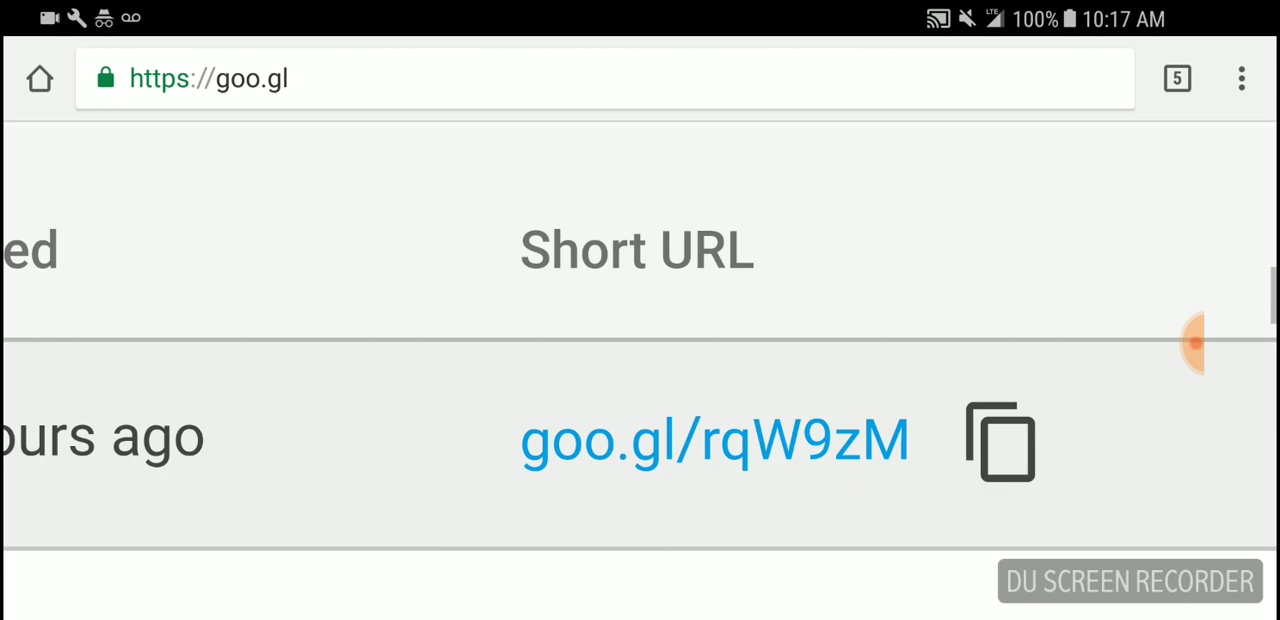 LTE 100% 10:17 AM
https://goo.gl 5
ed Short URL
ours ago goo.gl/rqW9zM
DU SCREEN RECORDER